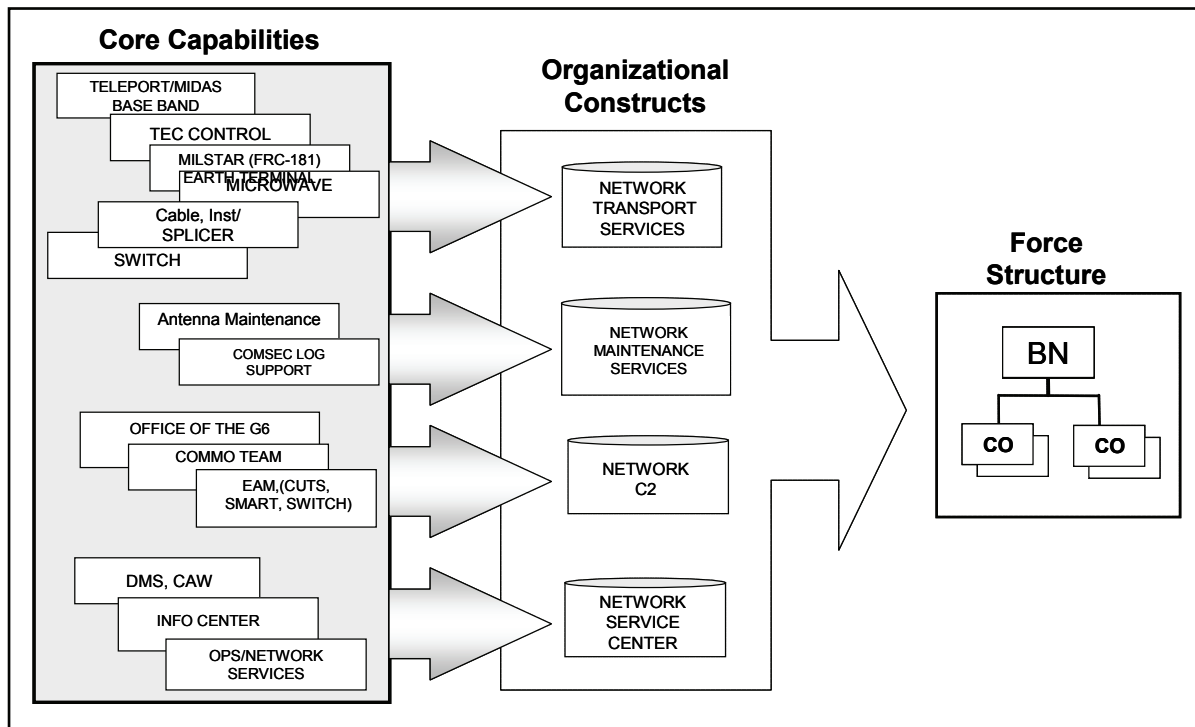 Core Capabilities
TELEPORT/MIDAS
BASE BAND
TEC CONTROL
MILSTAR (FRC-181)
EARTH TERMINAL
MICROWAVE
Cable, Inst/
SPLICER
SWITCH
Antenna Maintenance
COMSEC LOG
SUPPORT
OFFICE OF THE G6
COMMO TEAM
EAM,(CUTS,
SMART, SWITCH)
DMS, CAW
INFO CENTER
OPS/NETWORK
SERVICES
Organizational
Constructs
NETWORK
TRANSPORT
SERVICES
NETWORK
MAINTENANCE
SERVICES
NETWORK
C2
NETWORK
SERVICE
CENTER
Force
Structure
BN
CO
CO